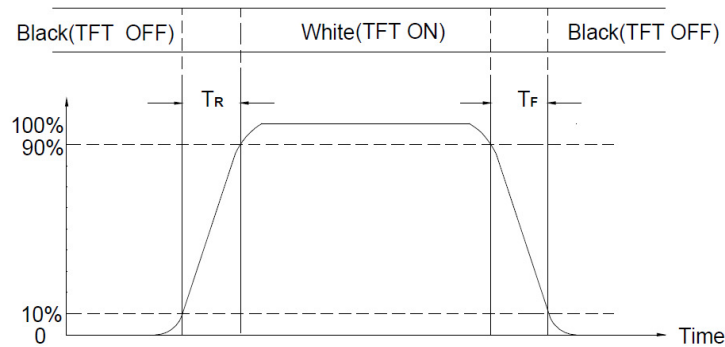 Black(TFT OFF) White(TFT ON) Black(TFT OFF)
TR TF
100%
90%
10%
0
Time